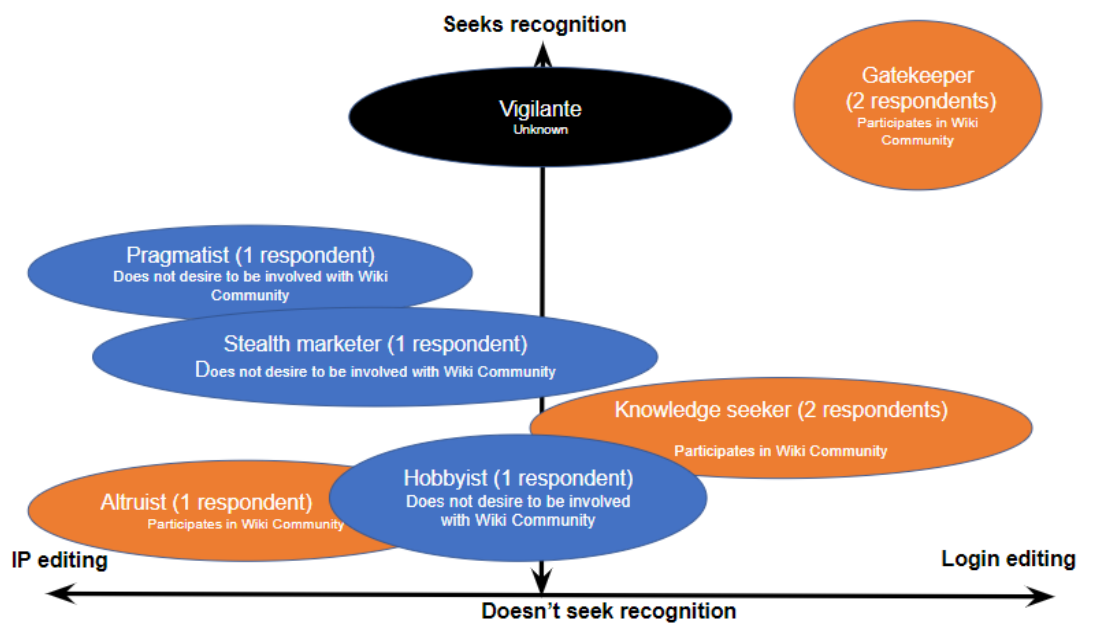 Seeks recognition
Gatekeeper
(2 respondents)
Participates in Wiki
Community
Vigilante
Unknown
Pragmatist (1 respondent)
Does not desire to be involved with Wiki
Community
Stealth marketer (1 respondent)
Does not desire to be involved with Wiki Community
Knowledge seeker (2 respondents)
Participates in Wiki Community
Hobbyist (1 respondent)
Does not desire to be involved
with Wiki Community
Altruist (1 respondent)
Participates in Wiki Community
IP editing
Login editing
Doesn't seek recognition